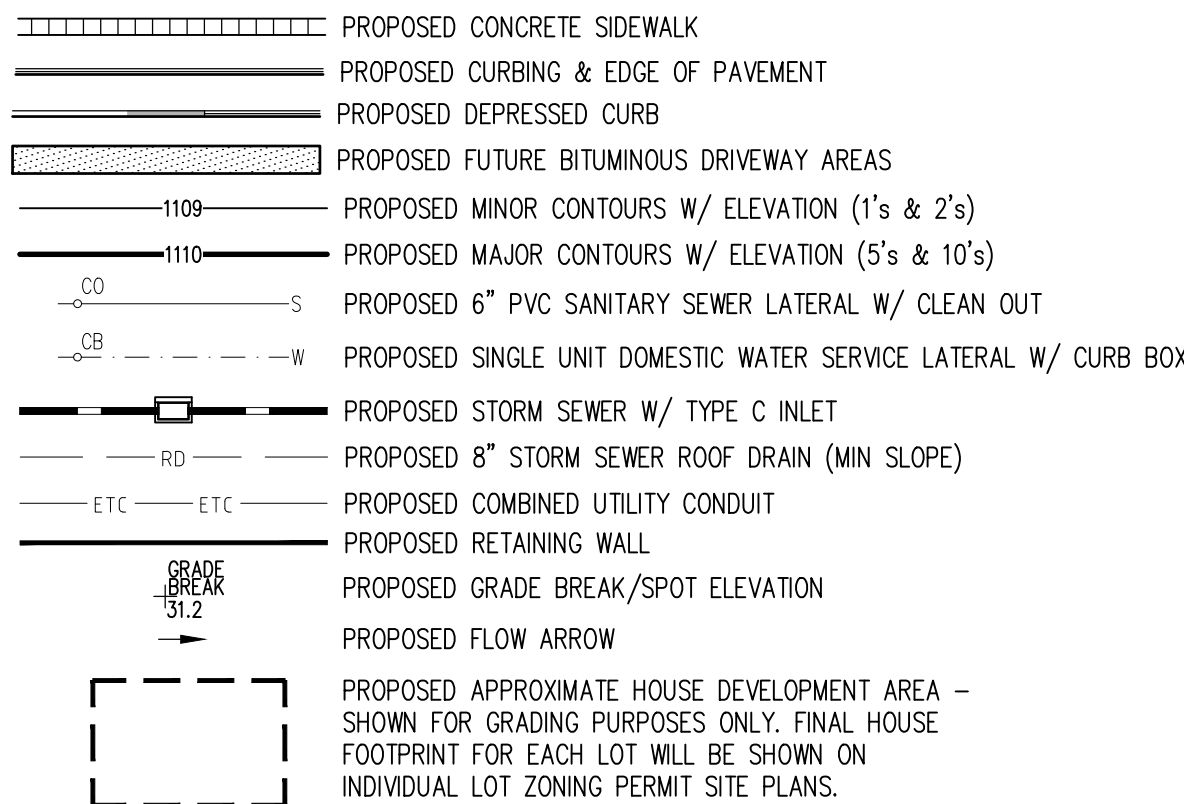 PROPOSED CONCRETE SIDEWALK
PROPOSED CURBING & EDGE OF PAVEMENT
PROPOSED DEPRESSED CURB
PROPOSED FUTURE BITUMINOUS DRIVEWAY AREAS
1109 PROPOSED MINOR CONTOURS W/ ELEVATION (1's & 2's)
1110 PROPOSED MAJOR CONTOURS W/ ELEVATION (5's & 10's)
CO
S PROPOSED 6" PVC SANITARY SEWER LATERAL W/ CLEAN OUT
CB
W PROPOSED SINGLE UNIT DOMESTIC WATER SERVICE LATERAL W/ CURB BOX
PROPOSED STORM SEWER W/ TYPE C INLET
RD PROPOSED 8" STORM SEWER ROOF DRAIN (MIN SLOPE)
ETC ETC PROPOSED COMBINED UTILITY CONDUIT
PROPOSED RETAINING WALL
GRADE
BREAK PROPOSED GRADE BREAK/SPOT ELEVATION
31.2
PROPOSED FLOW ARROW
PROPOSED APPROXIMATE HOUSE DEVELOPMENT AREA –
SHOWN FOR GRADING PURPOSES ONLY. FINAL HOUSE
FOOTPRINT FOR EACH LOT WILL BE SHOWN ON
INDIVIDUAL LOT ZONING PERMIT SITE PLANS.